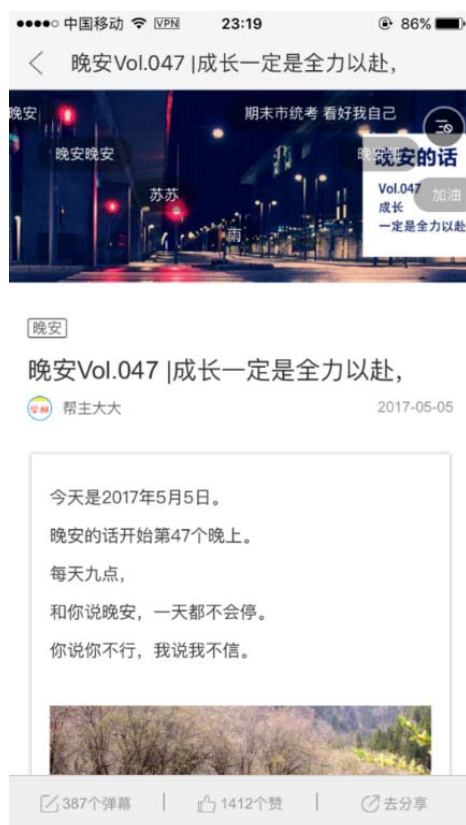 中国移动 VPN 23:19 86%
晚安Vol.047 |成长一定是全力以赴,
晚安
期末市统考 看好我自己
晚安晚安
晚安的话
苏苏
Vol.047
加油
成长
一定是全力以赴
南
晚安
晚安Vol.047 |成长一定是全力以赴,
帮主大大 2017-05-05
今天是2017年5月5日。
晚安的话开始第47个晚上。
每天九点，
和你说晚安，一天都不会停。
你说你不行，我说我不信。
387个弹幕 | 1412个赞 | 去分享